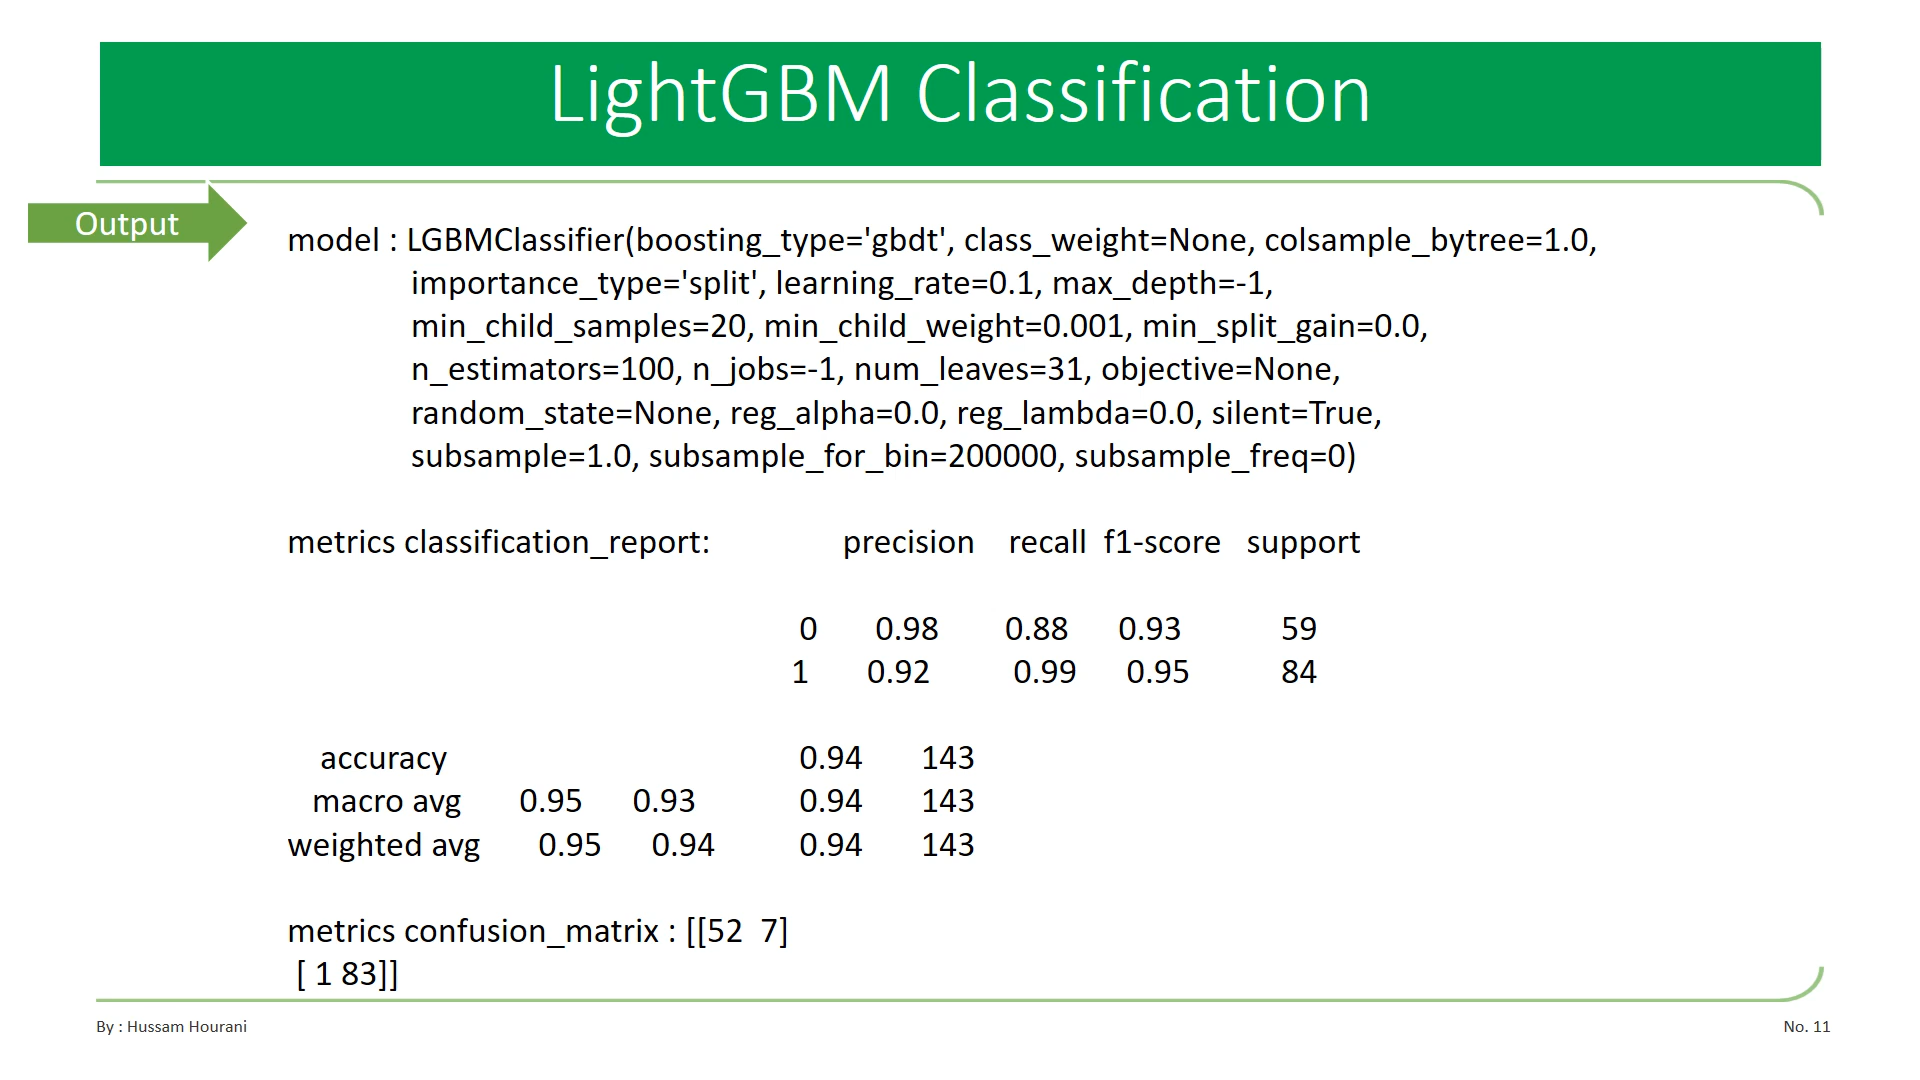 LightGBM Classification
Output
model : LGBMClassifier(boosting_type='gbdt', class_weight=None, colsample_bytree=1.0,
importance_type='split', learning_rate=0.1, max_depth=-1,
min_child_samples=20, min_child_weight=0.001, min_split_gain=0.0,
n_estimators=100, n_jobs=-1, num_leaves=31, objective=None,
random_state=None, reg_alpha=0.0, reg_lambda=0.0, silent=True,
subsample=1.0, subsample_for_bin=200000, subsample_freq=0)
metrics classification_report: precision recall f1-score support
0 0.98 0.88 0.93 59
1 0.92 0.99 0.95 84
accuracy 0.94 143
macro avg 0.95 0.93 0.94 143
weighted avg 0.95 0.94 0.94 143
metrics confusion_matrix : [[52 7]
[ 1 83]]
By : Hussam Hourani
No. 11